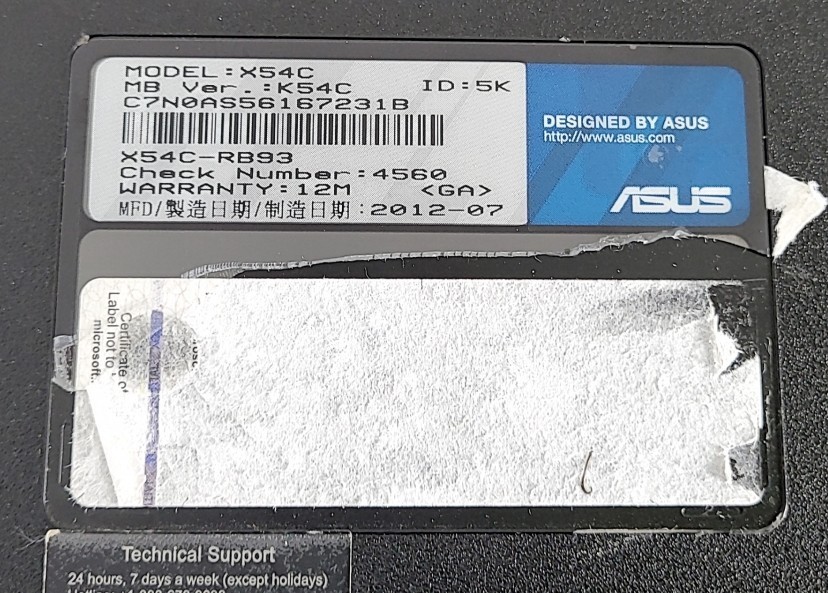 MODEL:X54C
MB Ver.:K54C ID:5K
C7N0AS56167231B
X54C-RB93
Check Number:4560
WARRANTY:12M <GA>
MFD/製造日期/制造日期:2012-07
DESIGNED BY ASUS
http://www.asus.com
ASUS
Certificate of
Label not to
microsoft.
Technical Support
24 hours, 7 days a week (except holidays)